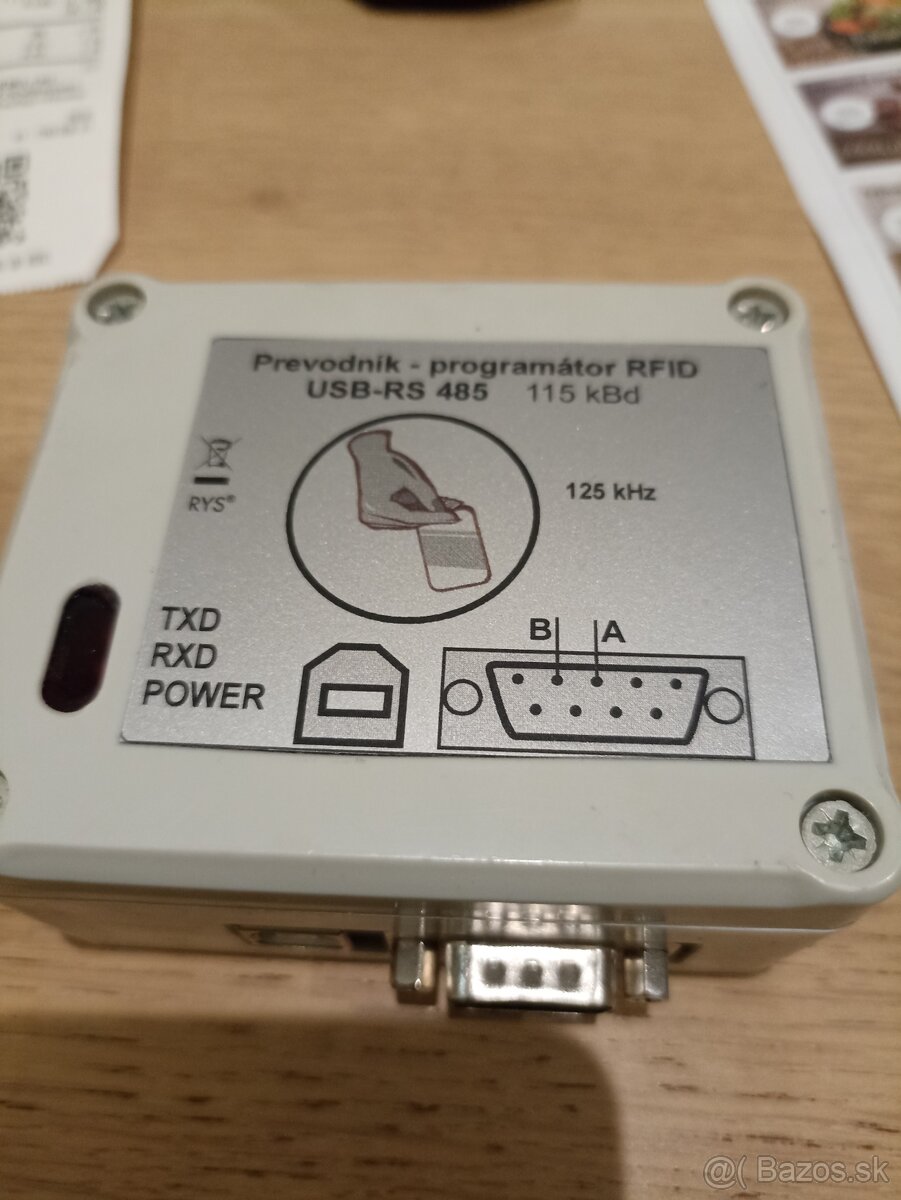 Prevodník - programátor RFID
USB-RS 485 115 kBd
125 kHz
RYS®
TXD
RXD
POWER
B A
@( Bazos.sk